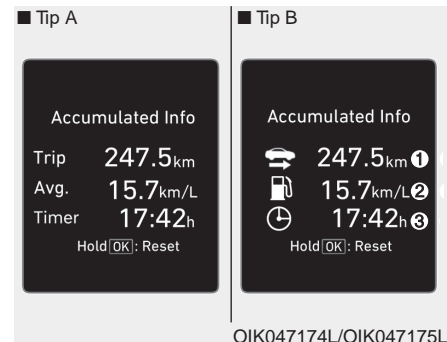 ■ Tip A
Accumulated Info
Trip 247.5km
Avg. 15.7km/L
Timer 17:42h
Hold OK : Reset
■ Tip B
Accumulated Info
247.5km ❶
15.7km/L ❷
17:42h ❸
Hold OK : Reset
OIK047174L/OIK047175L